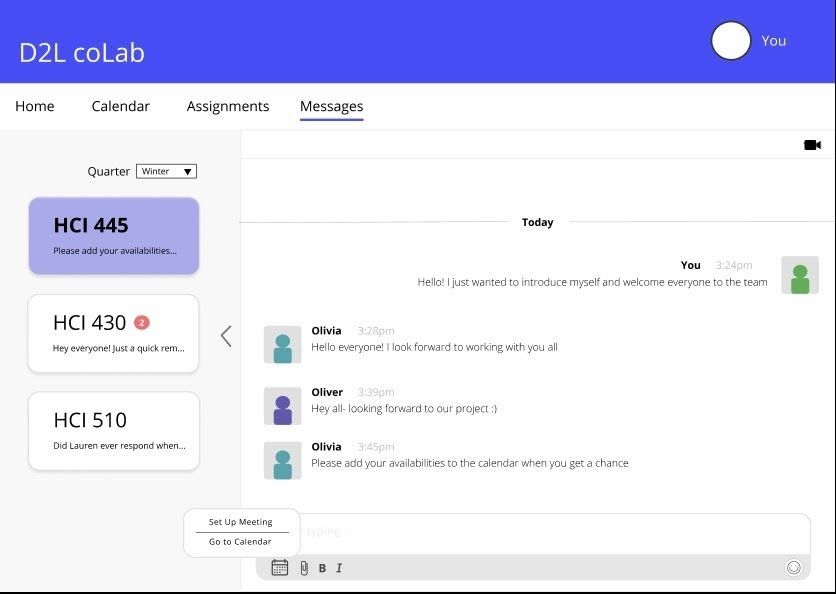 D2L coLab
You
Home
Calendar
Assignments
Messages
Quarter
Winter
HCI 445
Please add your availabilities...
HCI 430
2
Hey everyone! Just a quick rem...
HCI 510
Did Lauren ever respond when...
Today
You 3:24pm
Hello! I just wanted to introduce myself and welcome everyone to the team
Olivia 3:28pm
Hello everyone! I look forward to working with you all
Oliver 3:39pm
Hey all- looking forward to our project :)
Olivia 3:45pm
Please add your availabilities to the calendar when you get a chance
Set Up Meeting
Go to Calendar
typing...
B I